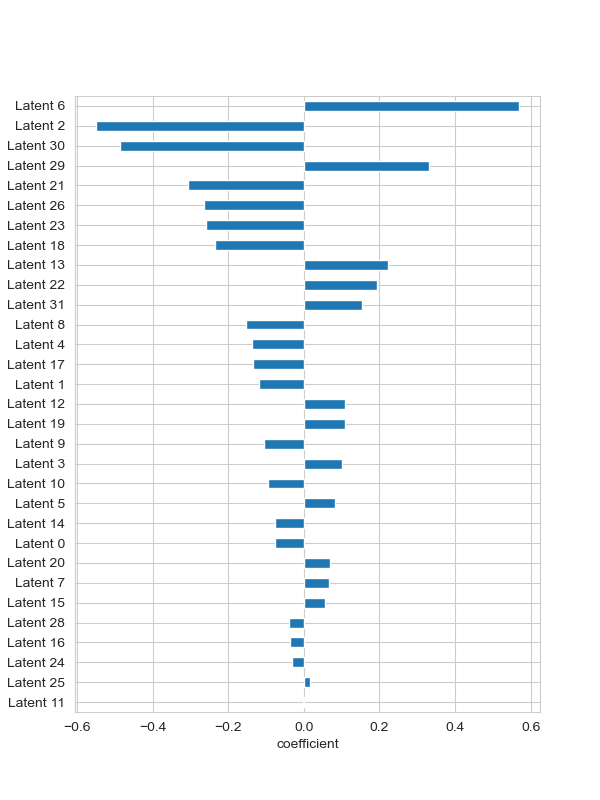 Latent 6
Latent 2
Latent 30
Latent 29
Latent 21
Latent 26
Latent 23
Latent 18
Latent 13
Latent 22
Latent 31
Latent 8
Latent 4
Latent 17
Latent 1
Latent 12
Latent 19
Latent 9
Latent 3
Latent 10
Latent 5
Latent 14
Latent 0
Latent 20
Latent 7
Latent 15
Latent 28
Latent 16
Latent 24
Latent 25
Latent 11
−0.6 −0.4 −0.2 0.0 0.2 0.4 0.6
coefficient